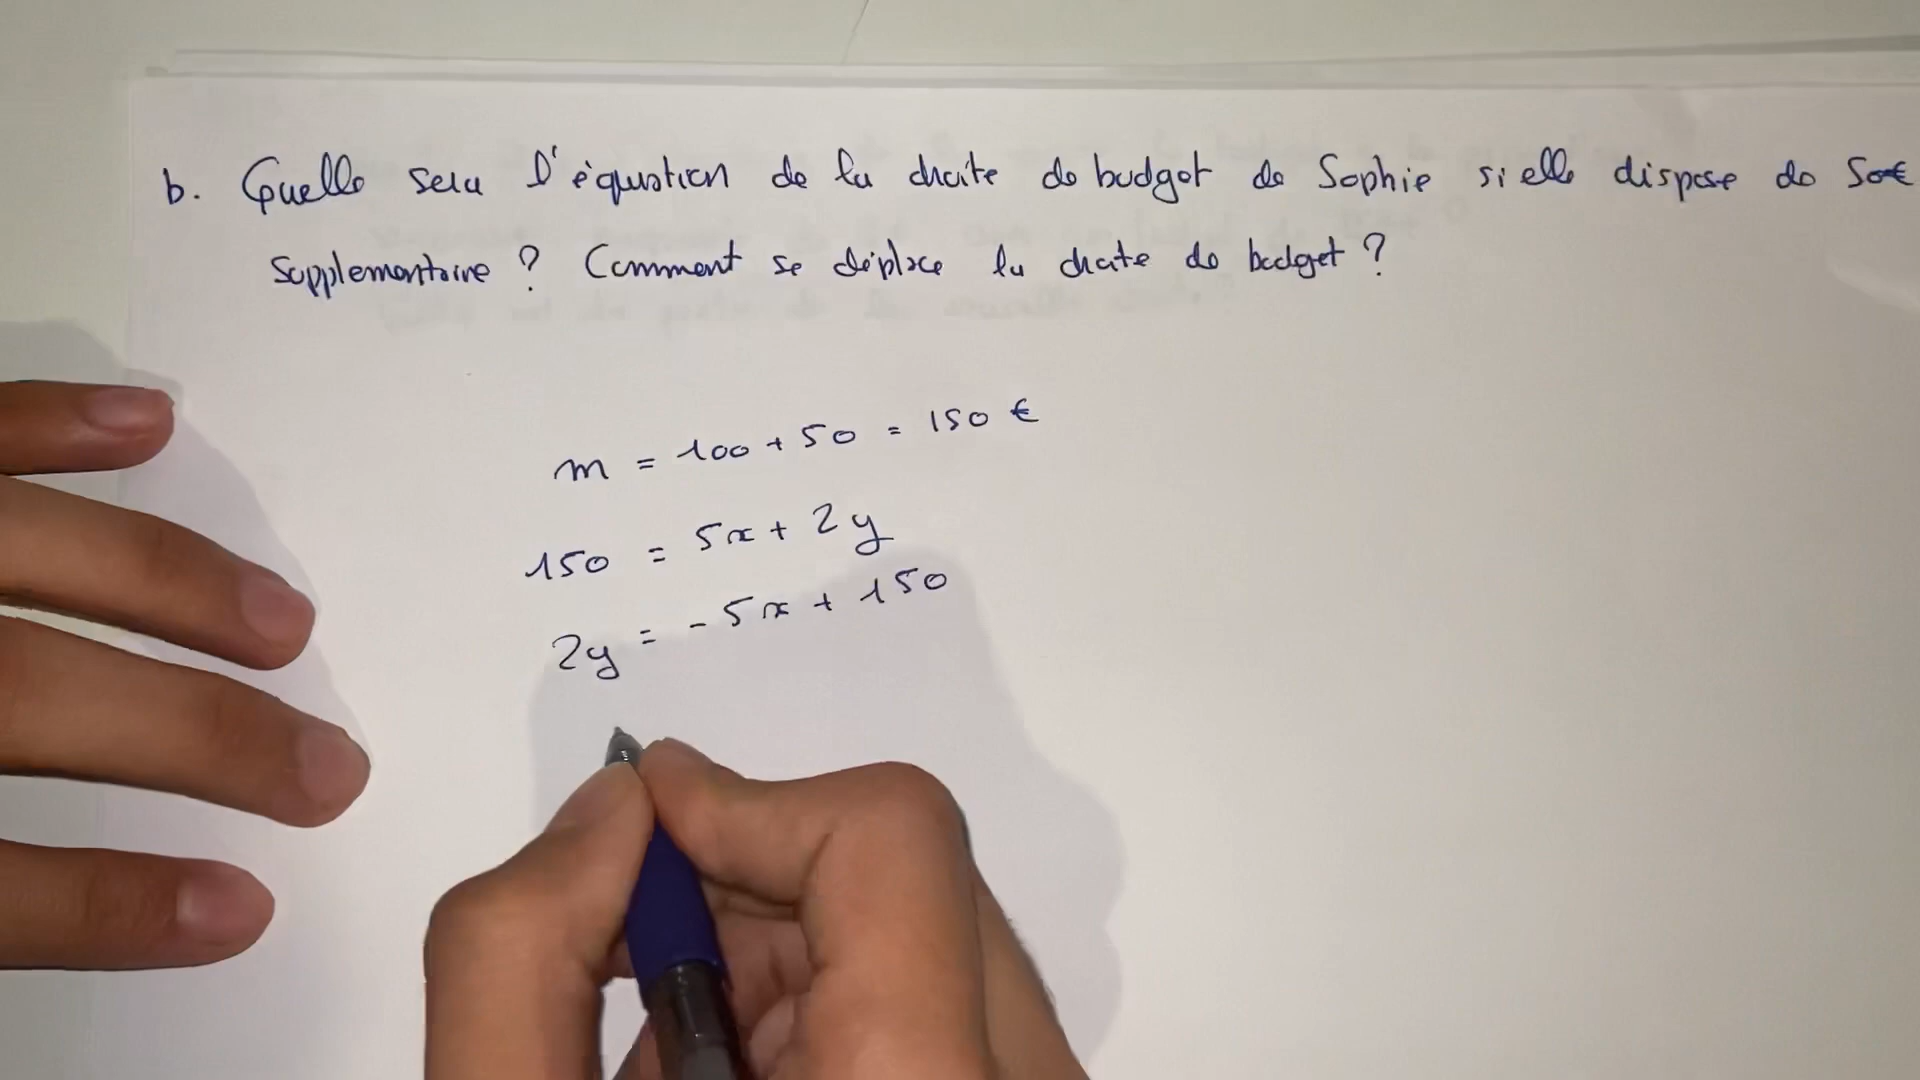 b. Quelle sera l'équation de la droite de budget de Sophie si elle dispose de 50€
supplémentaire ? Comment se déplace la droite de budget ?
m = 100 + 50 = 150 €
150 = 5x + 2y
2y = -5x + 150